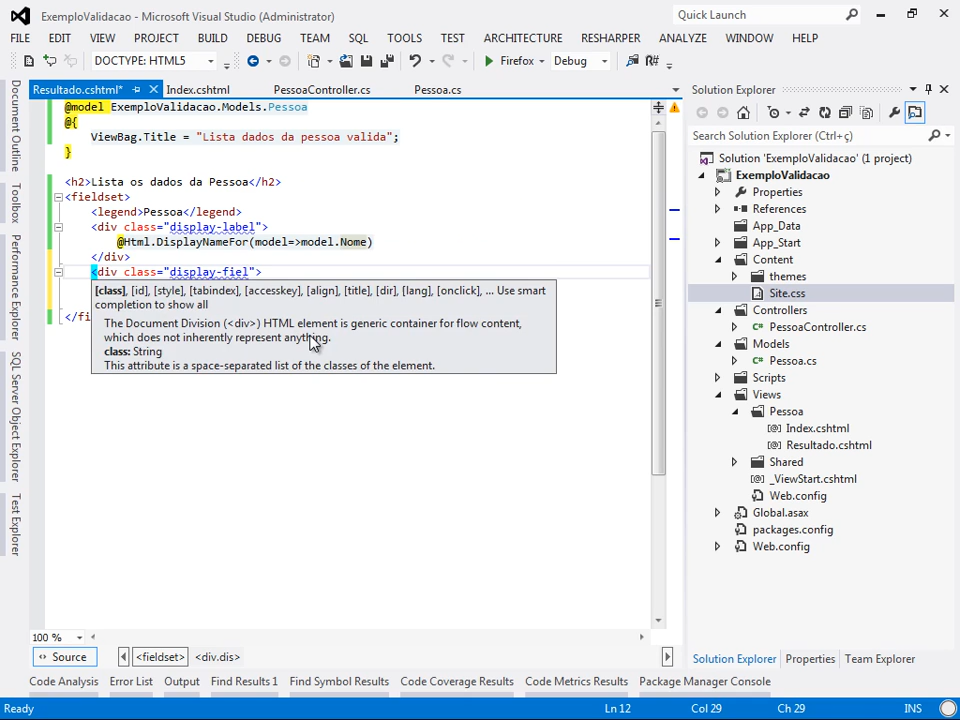 ExemploValidacao - Microsoft Visual Studio (Administrator)
Quick Launch
FILE EDIT VIEW PROJECT BUILD DEBUG TEAM SQL TOOLS TEST ARCHITECTURE RESHARPER ANALYZE WINDOW HELP
DOCTYPE: HTML5 Firefox Debug R#
Resultado.cshtml* Index.cshtml PessoaController.cs Pessoa.cs
Document Outline
Toolbox
Performance Explorer
SQL Server Object Explorer
Test Explorer
@model ExemploValidacao.Models.Pessoa
@{
ViewBag.Title = "Lista dados da pessoa valida";
}
<h2>Lista os dados da Pessoa</h2>
<fieldset>
<legend>Pessoa</legend>
<div class="display-label">
@Html.DisplayNameFor(model=>model.Nome)
</div>
<div class="display-fiel">
[class], [id], [style], [tabindex], [accesskey], [align], [title], [dir], [lang], [onclick], ... Use smart
completion to show all
The Document Division (<div>) HTML element is generic container for flow content,
which does not inherently represent anything.
class: String
This attribute is a space-separated list of the classes of the element.
</fi
100 %
Source <fieldset> <div.dis>
Solution Explorer
Search Solution Explorer (Ctrl+ç)
Solution 'ExemploValidacao' (1 project)
ExemploValidacao
Properties
References
App_Data
App_Start
Content
themes
Site.css
Controllers
PessoaController.cs
Models
Pessoa.cs
Scripts
Views
Pessoa
Index.cshtml
Resultado.cshtml
Shared
_ViewStart.cshtml
Web.config
Global.asax
packages.config
Web.config
Solution Explorer Properties Team Explorer
Code Analysis Error List Output Find Results 1 Find Symbol Results Code Coverage Results Code Metrics Results Package Manager Console
Ready Ln 12 Col 29 Ch 29 INS